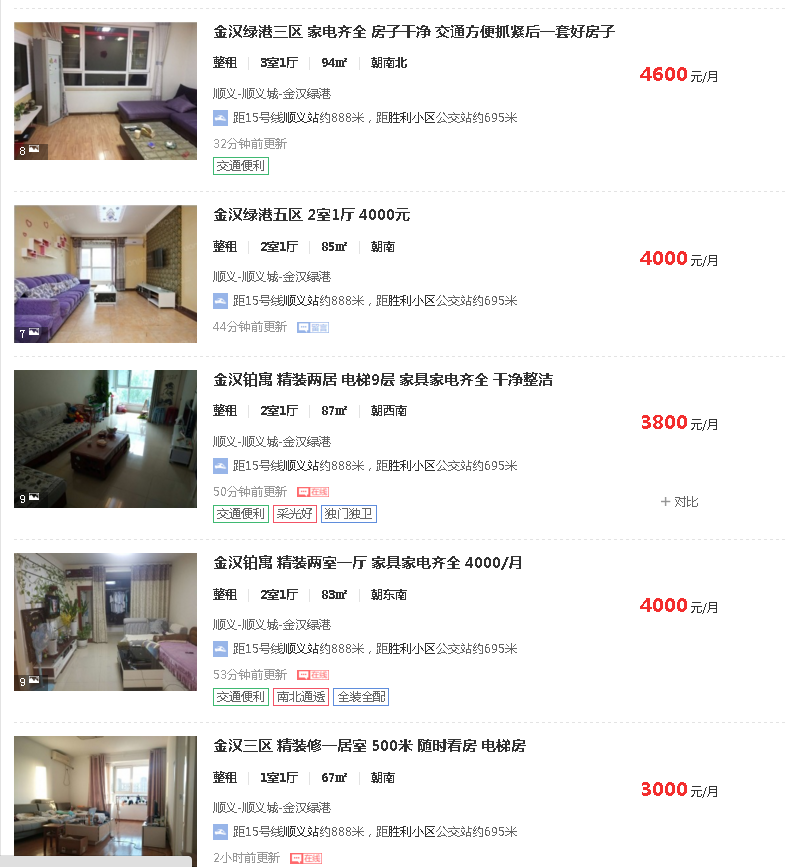 金汉绿港三区 家电齐全 房子干净 交通方便抓紧后一套好房子
整租 3室1厅 94㎡ 朝南北
4600元/月
顺义-顺义城-金汉绿港
距15号线顺义站约888米，距胜利小区公交站约695米
8
32分钟前更新
交通便利
金汉绿港五区 2室1厅 4000元
整租 2室1厅 85㎡ 朝南
4000元/月
顺义-顺义城-金汉绿港
距15号线顺义站约888米，距胜利小区公交站约695米
7
44分钟前更新 留言
金汉铂寓 精装两居 电梯9层 家具家电齐全 干净整洁
整租 2室1厅 87㎡ 朝西南
3800元/月
顺义-顺义城-金汉绿港
距15号线顺义站约888米，距胜利小区公交站约695米
9
50分钟前更新 在线
+ 对比
交通便利 采光好 独门独卫
金汉铂寓 精装两室一厅 家具家电齐全 4000/月
整租 2室1厅 83㎡ 朝东南
4000元/月
顺义-顺义城-金汉绿港
距15号线顺义站约888米，距胜利小区公交站约695米
9
53分钟前更新 在线
交通便利 南北通透 全装全配
金汉三区 精装修一居室 500米 随时看房 电梯房
整租 1室1厅 67㎡ 朝南
3000元/月
顺义-顺义城-金汉绿港
距15号线顺义站约888米，距胜利小区公交站约695米
2小时前更新 在线